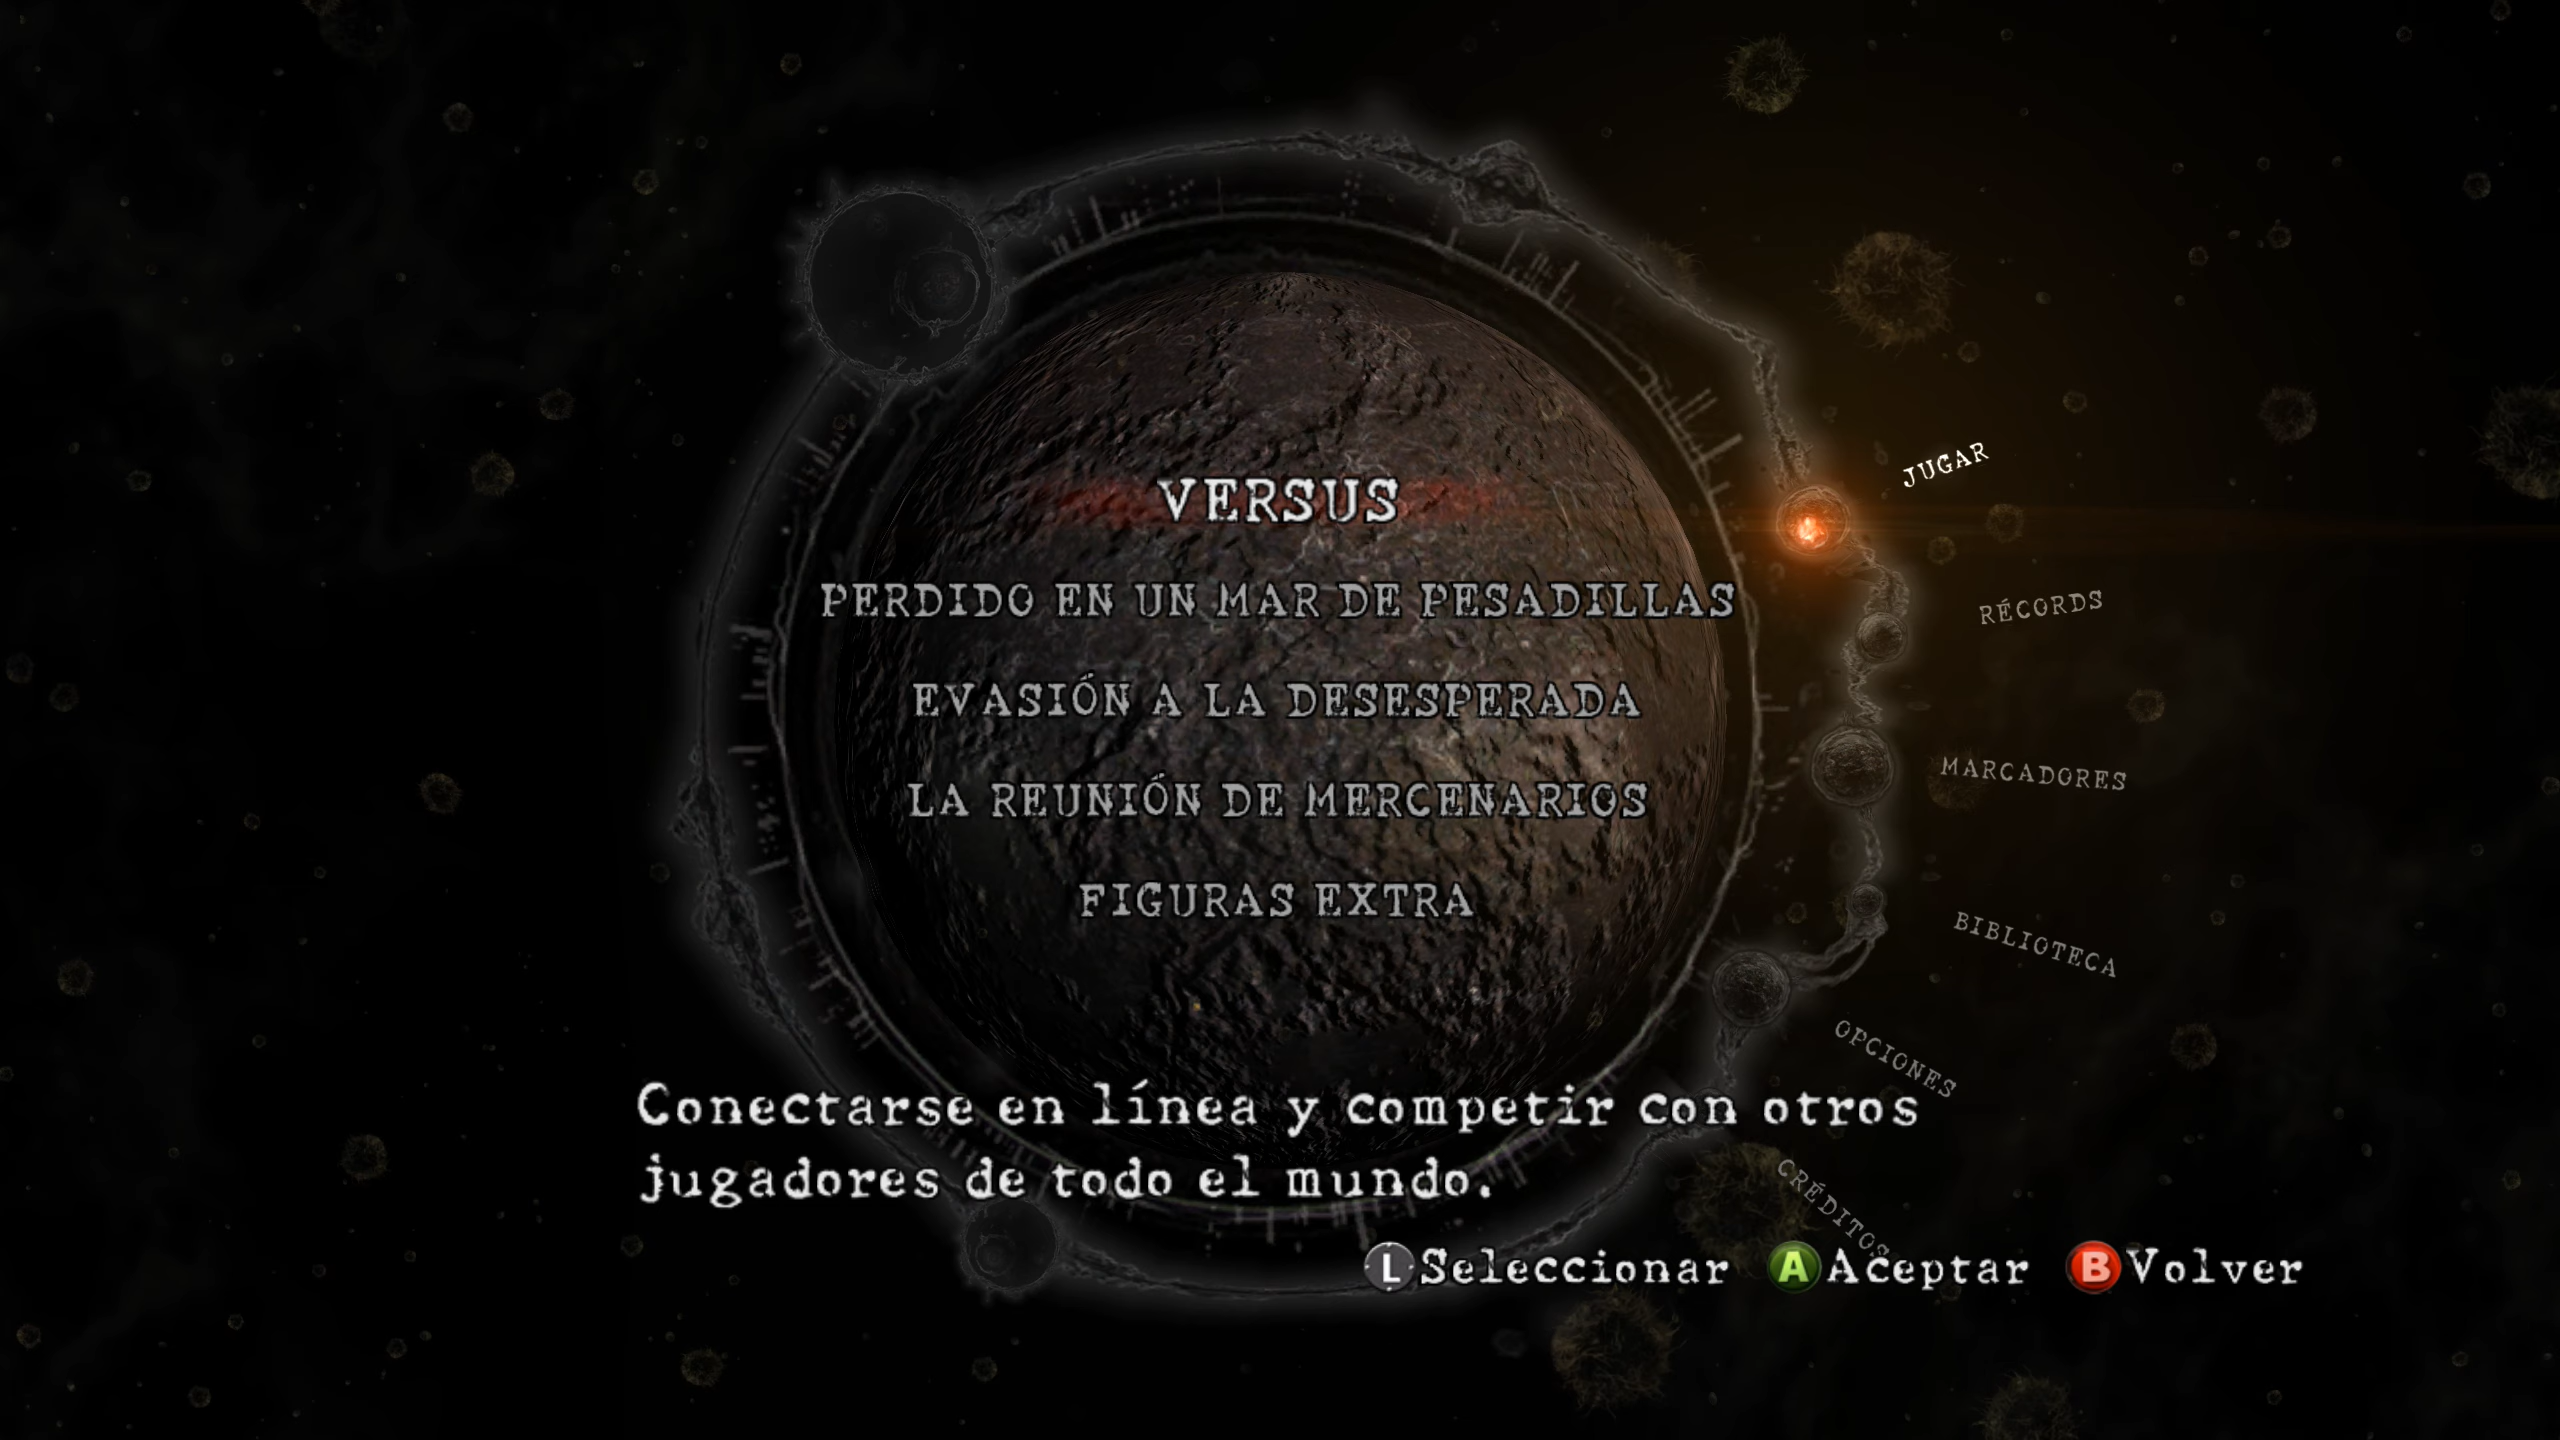 VERSUS
PERDIDO EN UN MAR DE PESADILLAS
EVASIÓN A LA DESESPERADA
LA REUNIÓN DE MERCENARIOS
FIGURAS EXTRA
JUGAR
RÉCORDS
MARCADORES
BIBLIOTECA
OPCIONES
CRÉDITOS
Conectarse en línea y competir con otros
jugadores de todo el mundo.
L Seleccionar A Aceptar B Volver